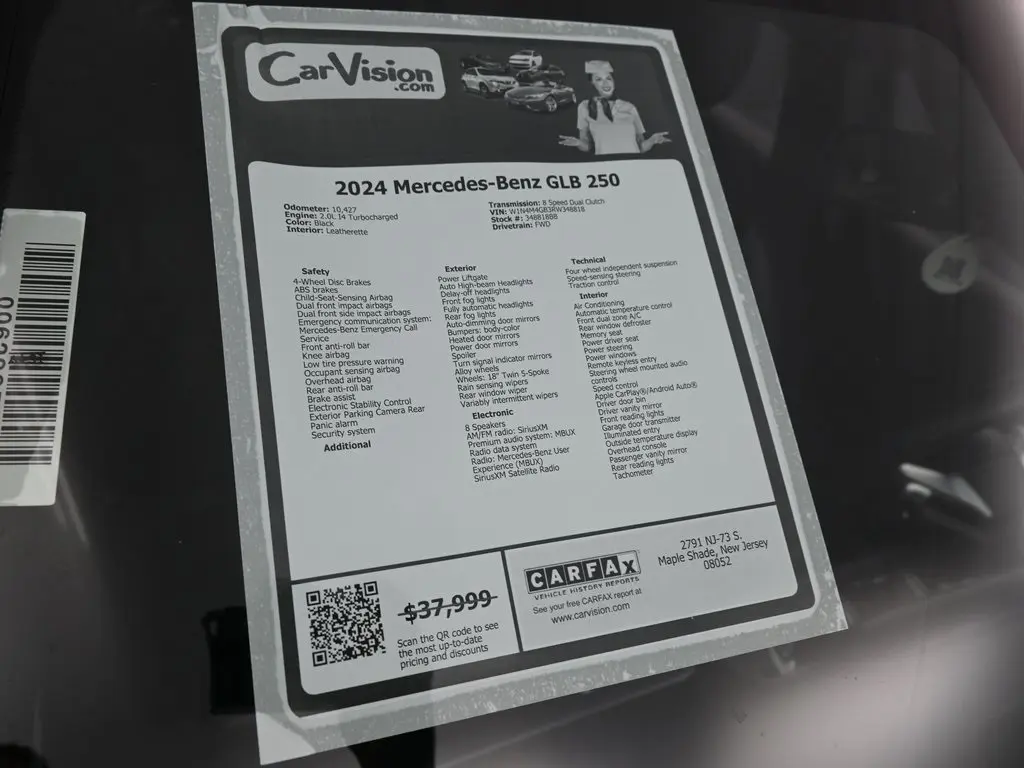 CarVision
.com
2024 Mercedes-Benz GLB 250
Odometer: 10,427
Engine: 2.0L I4 Turbocharged
Color: Black
Interior: Leatherette
Transmission: 8 Speed Dual Clutch
VIN: W1N4M4GB3RW348818
Stock #: 348818BB
Drivetrain: FWD
Safety
4-Wheel Disc Brakes
ABS brakes
Child-Seat-Sensing Airbag
Dual front impact airbags
Dual front side impact airbags
Emergency communication system:
Mercedes-Benz Emergency Call
Service
Front anti-roll bar
Knee airbag
Low tire pressure warning
Occupant sensing airbag
Overhead airbag
Rear anti-roll bar
Brake assist
Electronic Stability Control
Exterior Parking Camera Rear
Panic alarm
Security system
Additional
Exterior
Power Liftgate
Auto High-beam Headlights
Delay-off headlights
Front fog lights
Fully automatic headlights
Rear fog lights
Auto-dimming door mirrors
Bumpers: body-color
Heated door mirrors
Power door mirrors
Spoiler
Turn signal indicator mirrors
Alloy wheels
Wheels: 18" Twin 5-Spoke
Rain sensing wipers
Rear window wiper
Variably intermittent wipers
Electronic
8 Speakers
AM/FM radio: SiriusXM
Premium audio system: MBUX
Radio data system
Radio: Mercedes-Benz User
Experience (MBUX)
SiriusXM Satellite Radio
Technical
Four wheel independent suspension
Speed-sensing steering
Traction control
Interior
Air Conditioning
Automatic temperature control
Front dual zone A/C
Rear window defroster
Memory seat
Power driver seat
Power steering
Power windows
Remote keyless entry
Steering wheel mounted audio
controls
Speed control
Apple CarPlay®/Android Auto®
Driver door bin
Driver vanity mirror
Front reading lights
Garage door transmitter
Illuminated entry
Outside temperature display
Overhead console
Passenger vanity mirror
Rear reading lights
Tachometer
$37,999
Scan the QR code to see
the most up-to-date
pricing and discounts
CARFAX
VEHICLE HISTORY REPORTS
See your free CARFAX report at
www.carvision.com
2791 NJ-73 S.
Maple Shade, New Jersey
08052